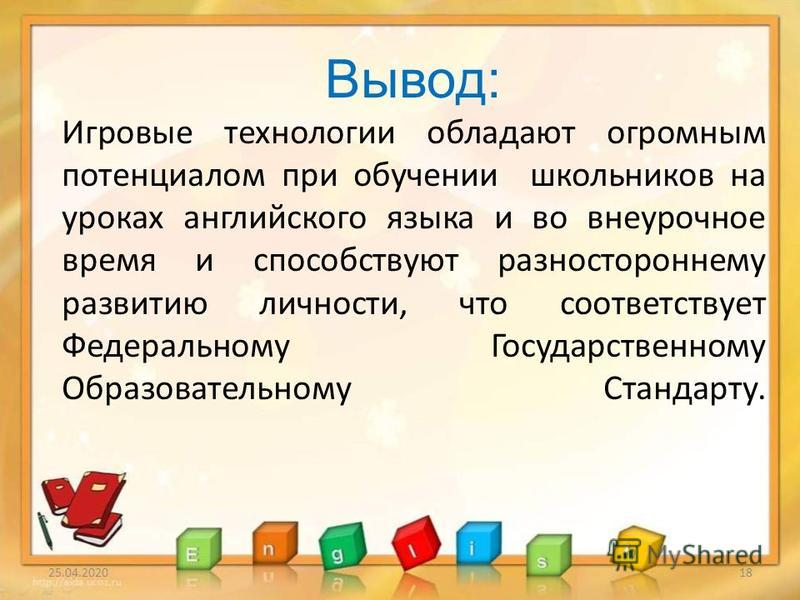 Вывод:
Игровые технологии обладают огромным
потенциалом при обучении школьников на
уроках английского языка и во внеурочное
время и способствуют разностороннему
развитию личности, что соответствует
Федеральному Государственному
Образовательному Стандарту.
E n g l i s
MyShared
25.04.2020
18